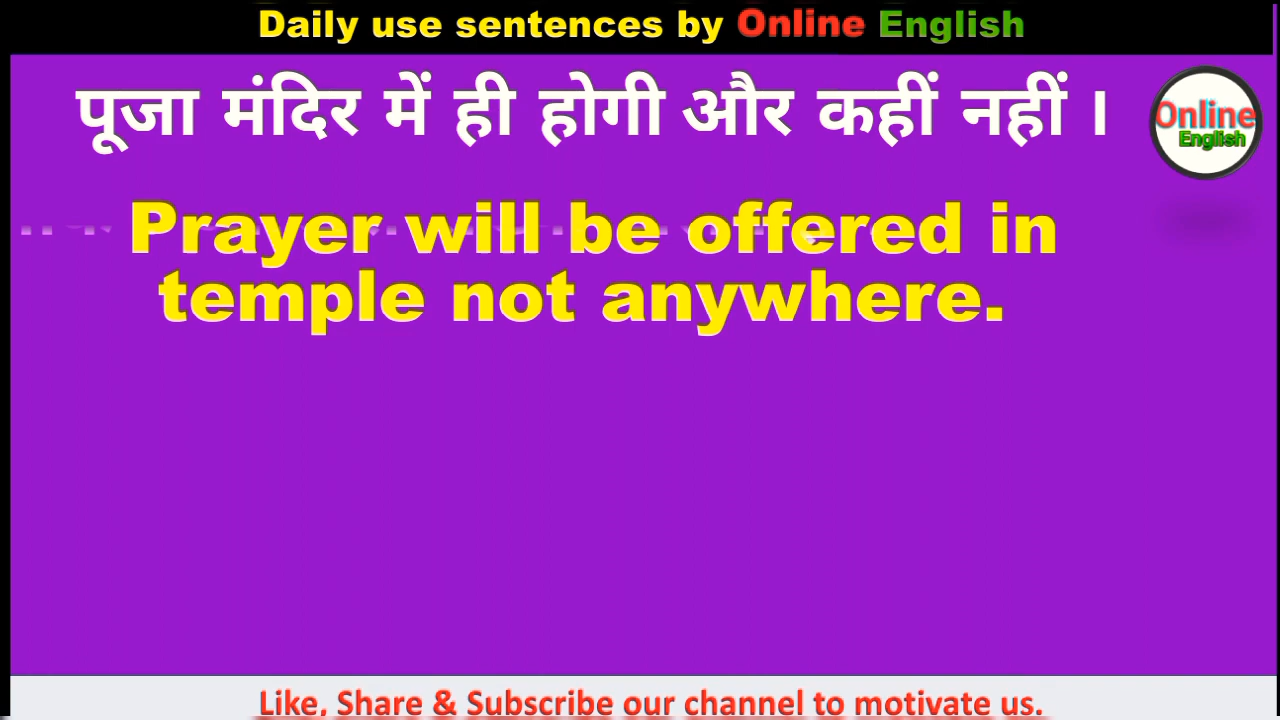 Daily use sentences by Online English
पूजा मंदिर में ही होगी और कहीं नहीं ।
Online
English
Prayer will be offered in
temple not anywhere.
Like, Share & Subscribe our channel to motivate us.